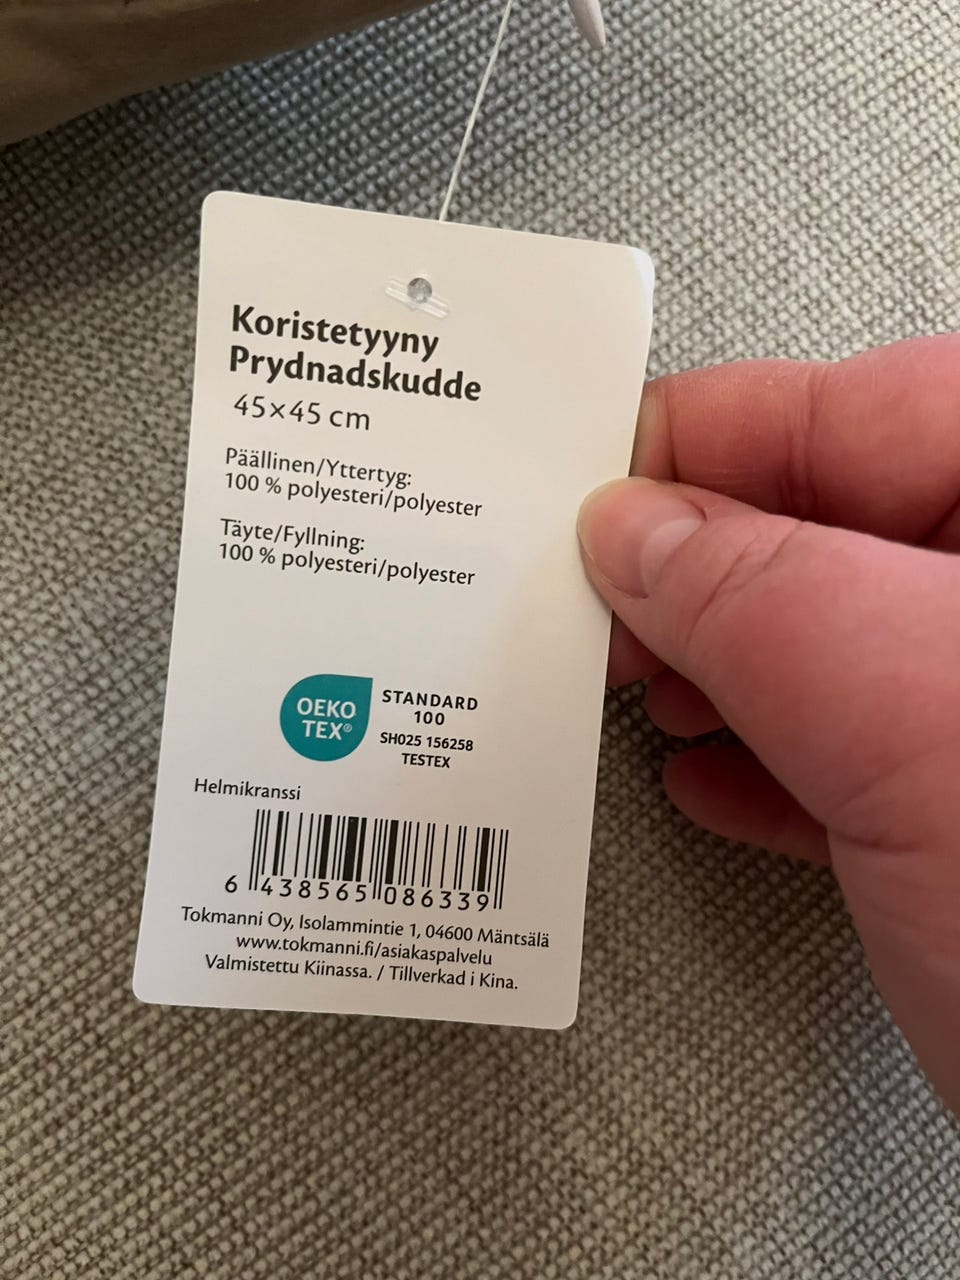 Koristetyyny
Prydnadskudde
45×45 cm
Päällinen/Yttertyg:
100 % polyesteri/polyester
Täyte/Fyllning:
100 % polyesteri/polyester
OEKO
TEX®
STANDARD
100
SH025 156258
TESTEX
Helmikranssi
6 438565 086339
Tokmanni Oy, Isolammintie 1, 04600 Mäntsälä
www.tokmanni.fi/asiakaspalvelu
Valmistettu Kiinassa. / Tillverkad i Kina.